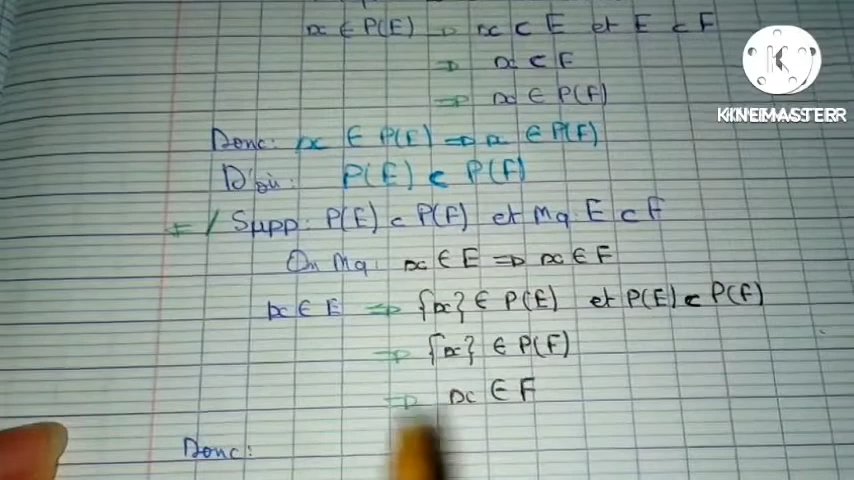 x ∈ P(E) ⇒ x ⊂ E et E ⊂ F
⇒ x ⊂ F
⇒ x ∈ P(F)
Donc: x ∈ P(E) ⇒ x ∈ P(F)
D'où: P(E) ⊂ P(F)
⇐ / Supp: P(E) ⊂ P(F) et Mq: E ⊂ F
On Mq: x ∈ E ⇒ x ∈ F
x ∈ E ⇒ {x} ∈ P(E) et P(E) ⊂ P(F)
⇒ {x} ∈ P(F)
⇒ x ∈ F
Donc:
K
KINEMASTER